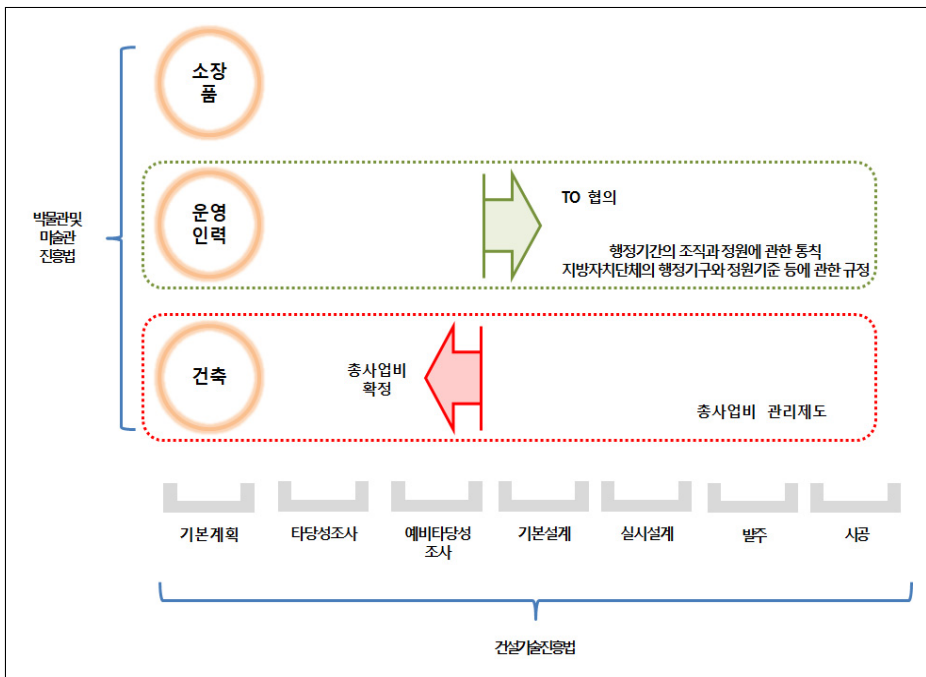 소장
품
박물관및
미술관
진흥법
운영
인력
TO 협의
행정기간의 조직과 정원에 관한 통칙
지방자치단체의 행정기구와 정원기준 등에 관한 규정
건축
총사업비
확정
총사업비 관리제도
기본계획
타당성조사
예비타당성
조사
기본설계
실시설계
발주
시공
건설기술진흥법